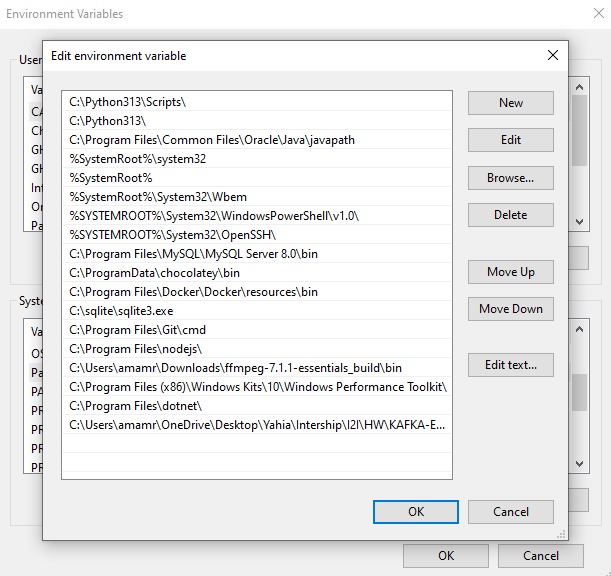 Environment Variables
Edit environment variable
User
Va
CA
CH
GH
GH
Int
On
Pa
C:\Python313\Scripts\
C:\Python313\
C:\Program Files\Common Files\Oracle\Java\javapath
%SystemRoot%\system32
%SystemRoot%
%SystemRoot%\System32\Wbem
%SYSTEMROOT%\System32\WindowsPowerShell\v1.0\
%SYSTEMROOT%\System32\OpenSSH\
C:\Program Files\MySQL\MySQL Server 8.0\bin
C:\ProgramData\chocolatey\bin
C:\Program Files\Docker\Docker\resources\bin
C:\sqlite\sqlite3.exe
C:\Program Files\Git\cmd
C:\Program Files\nodejs\
C:\Users\amamr\Downloads\ffmpeg-7.1.1-essentials_build\bin
C:\Program Files (x86)\Windows Kits\10\Windows Performance Toolkit\
C:\Program Files\dotnet\
C:\Users\amamr\OneDrive\Desktop\Yahia\Intership\I2I\HW\KAFKA-E...
New
Edit
Browse...
Delete
Move Up
Move Down
Edit text...
Syste
Va
OS
Pa
PA
PR
PR
PR
PR
OK
Cancel
OK
Cancel